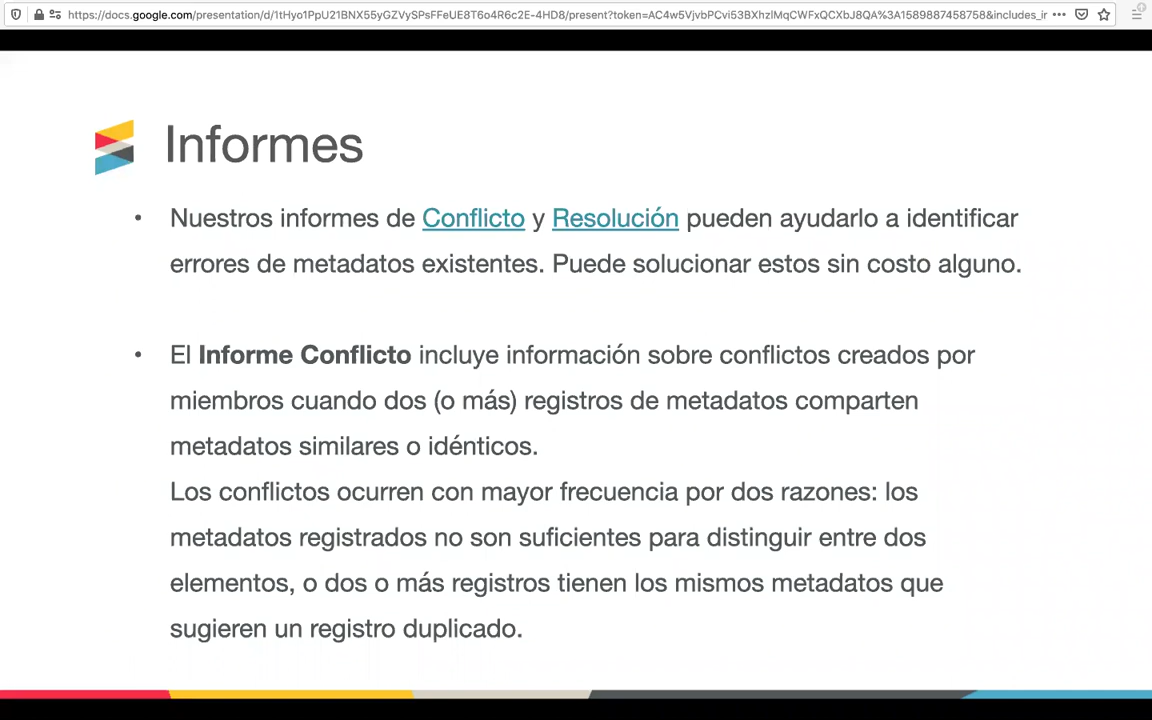 https://docs.google.com/presentation/d/1tHyo1PpU21BNX55yGZVySPsFFeUE8T6o4R6c2E-4HD8/present?token=AC4w5VjvbPCvi53BXhzlMqCWFxQCXbJ8QA%3A1589887458758&includes_ir
Informes
• Nuestros informes de Conflicto y Resolución pueden ayudarlo a identificar
errores de metadatos existentes. Puede solucionar estos sin costo alguno.
• El Informe Conflicto incluye información sobre conflictos creados por
miembros cuando dos (o más) registros de metadatos comparten
metadatos similares o idénticos.
Los conflictos ocurren con mayor frecuencia por dos razones: los
metadatos registrados no son suficientes para distinguir entre dos
elementos, o dos o más registros tienen los mismos metadatos que
sugieren un registro duplicado.